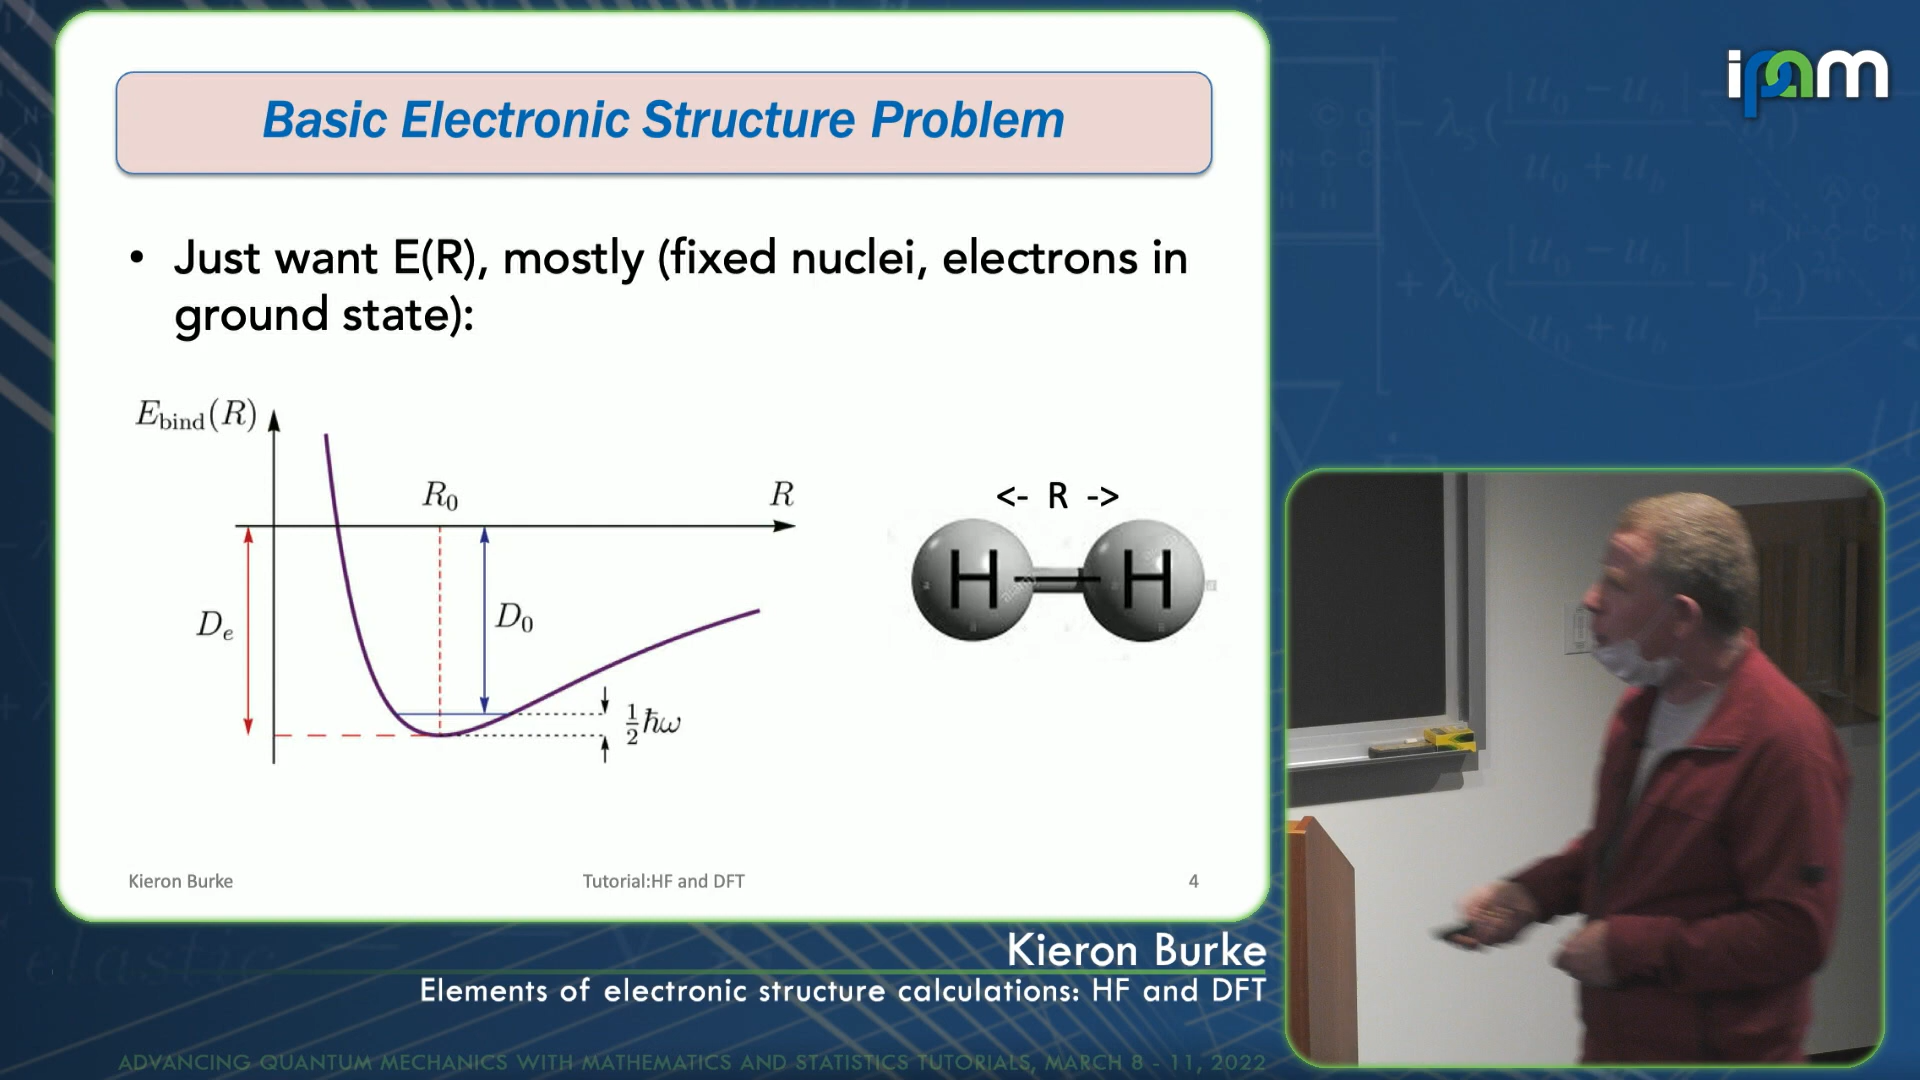 ipam
Basic Electronic Structure Problem
• Just want E(R), mostly (fixed nuclei, electrons in
ground state):
E_bind(R)
R_0
R
D_e
D_0
½ħω
<- R ->
H H
Kieron Burke
Tutorial:HF and DFT
4
Kieron Burke
Elements of electronic structure calculations: HF and DFT
ADVANCING QUANTUM MECHANICS WITH MATHEMATICS AND STATISTICS TUTORIALS, MARCH 8 - 11, 2022
elastic